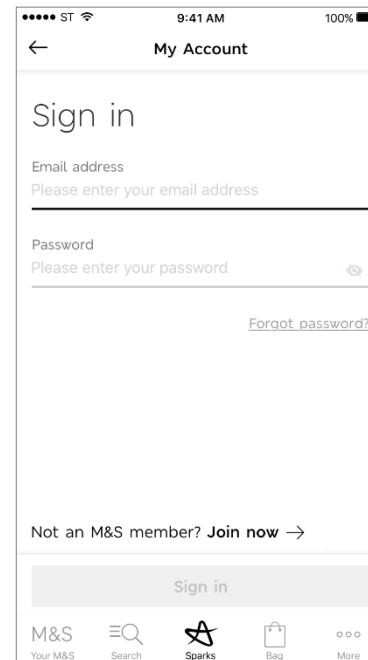 ST 9:41 AM 100%
My Account
Sign in
Email address
Please enter your email address
Password
Please enter your password
Forgot password?
Not an M&S member? Join now →
Sign in
M&S
Your M&S Search Sparks Bag More